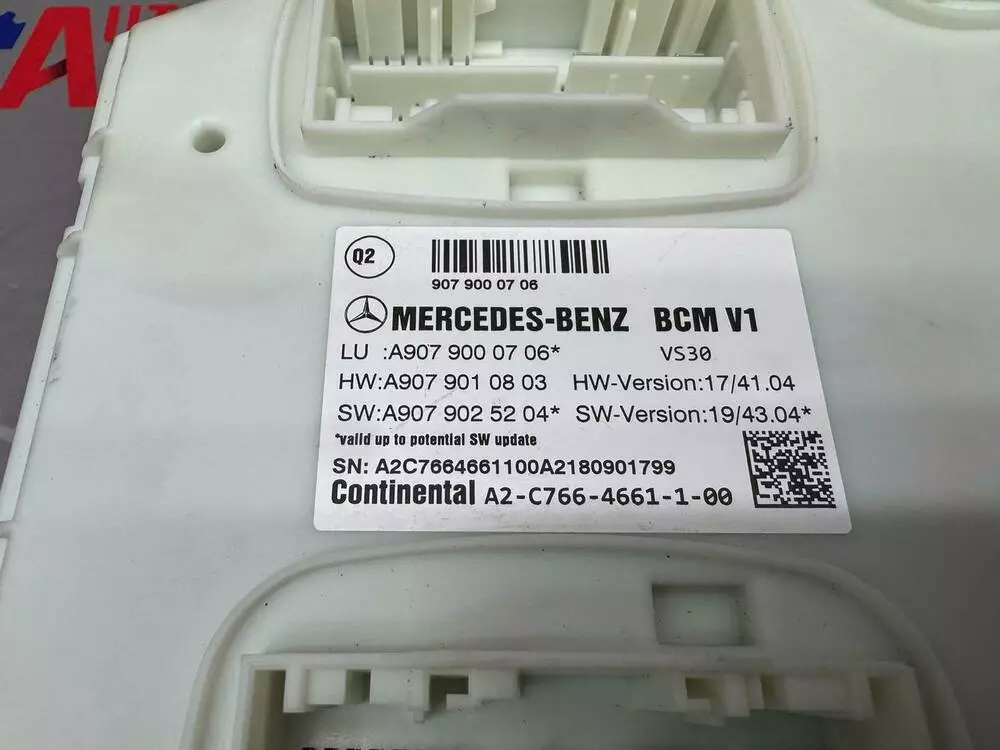 AUT
Q2
907 900 07 06
MERCEDES-BENZ BCM V1
LU :A907 900 07 06* VS30
HW:A907 901 08 03 HW-Version:17/41.04
SW:A907 902 52 04* SW-Version:19/43.04*
*valid up to potential SW update
SN: A2C7664661100A2180901799
Continental A2-C766-4661-1-00